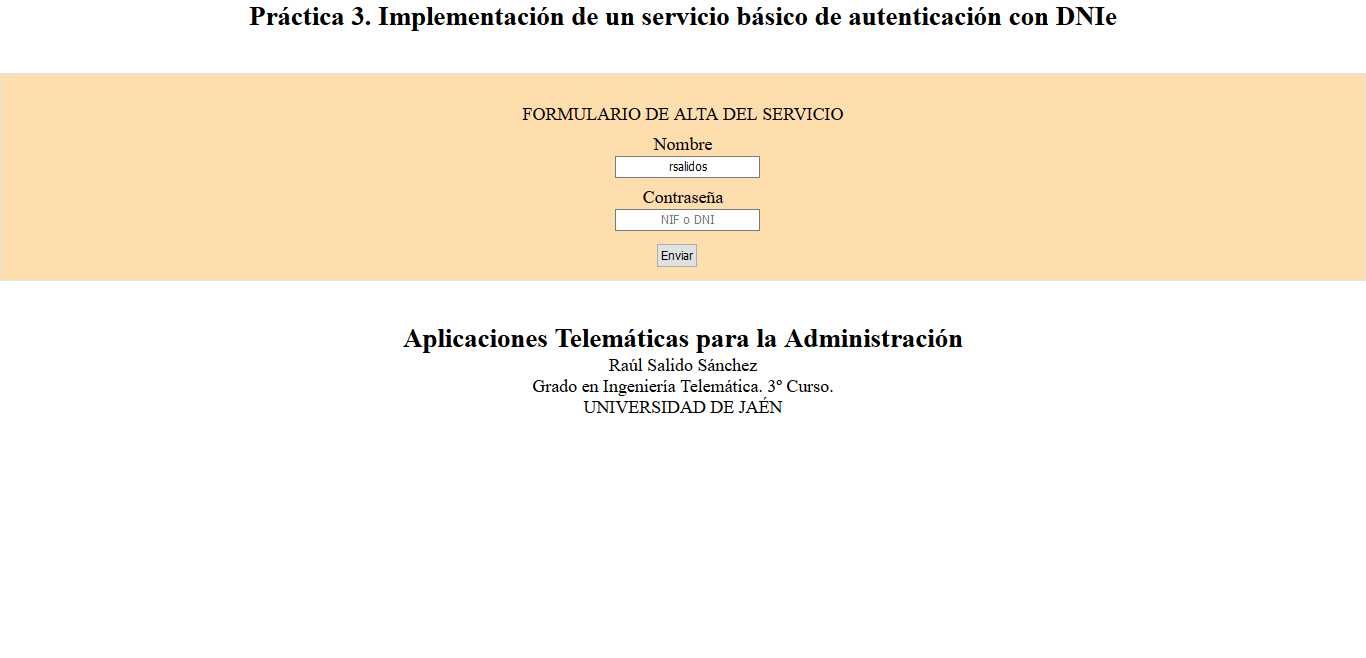 Práctica 3. Implementación de un servicio básico de autenticación con DNIe
FORMULARIO DE ALTA DEL SERVICIO
Nombre
rsalidos
Contraseña
NIF o DNI
Enviar
Aplicaciones Telemáticas para la Administración
Raúl Salido Sánchez
Grado en Ingeniería Telemática. 3º Curso.
UNIVERSIDAD DE JAÉN